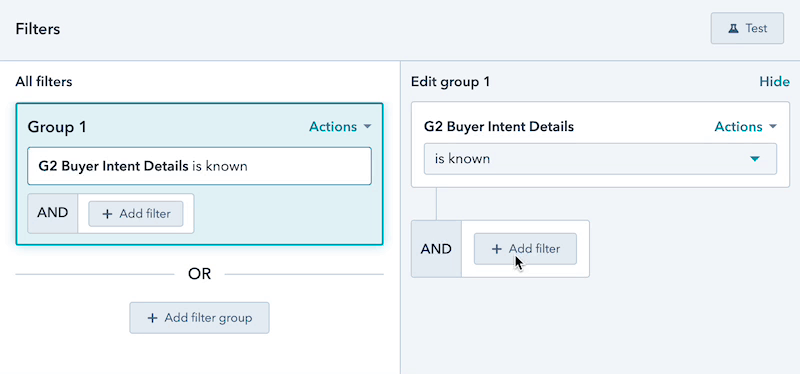 Filters
Test
All filters
Group 1
Actions
G2 Buyer Intent Details is known
AND
+ Add filter
OR
+ Add filter group
Edit group 1
Hide
G2 Buyer Intent Details
Actions
is known
AND
+ Add filter